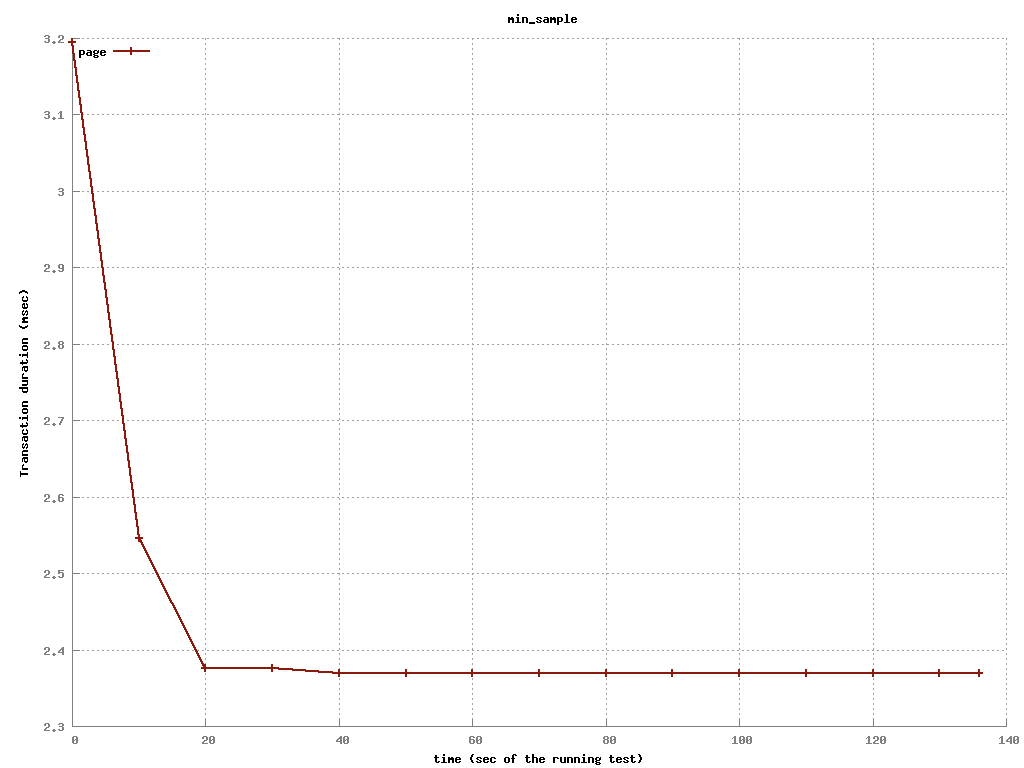 min_sample
page
3.2
3.1
3
2.9
2.8
2.7
2.6
2.5
2.4
2.3
Transaction duration (msec)
0 20 40 60 80 100 120 140
time (sec of the running test)